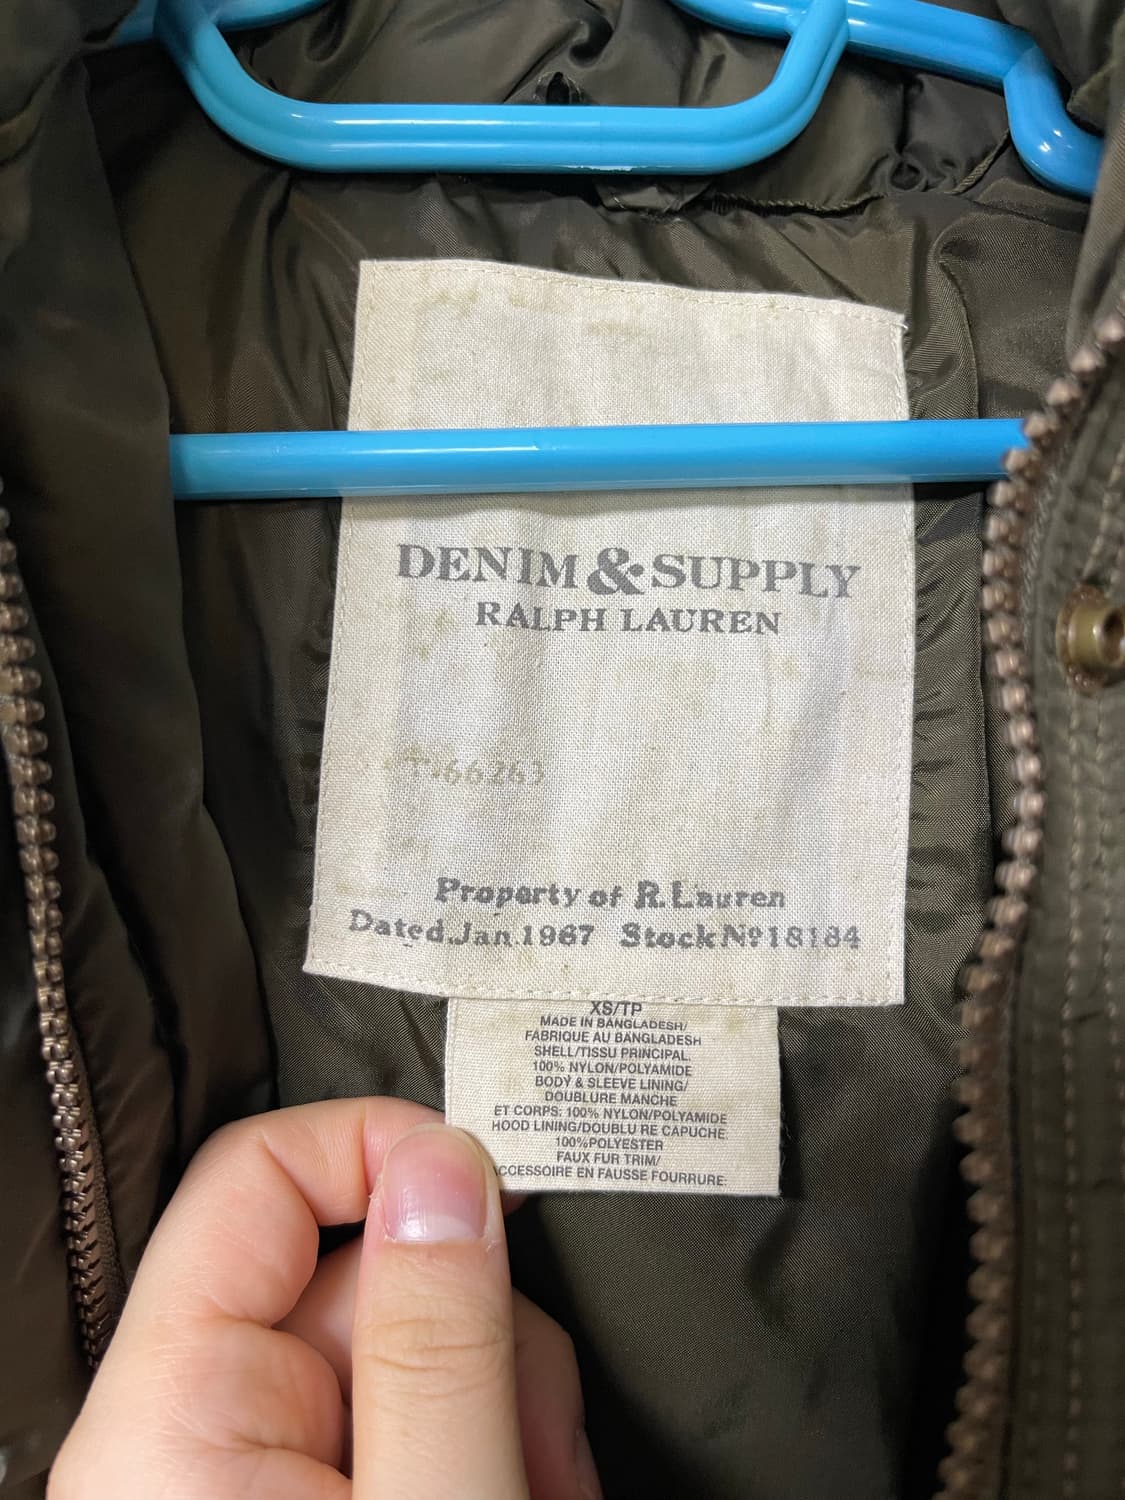 DENIM & SUPPLY
RALPH LAUREN
66263
Property of R.Lauren
Dated.Jan.1967 Stock Nº18184
XS/TP
MADE IN BANGLADESH/
FABRIQUE AU BANGLADESH
SHELL/TISSU PRINCIPAL.
100% NYLON/POLYAMIDE
BODY & SLEEVE LINING/
DOUBLURE MANCHE
ET CORPS: 100% NYLON/POLYAMIDE
HOOD LINING/DOUBLU RE CAPUCHE.
100%POLYESTER
FAUX FUR TRIM/
CCESSOIRE EN FAUSSE FOURRURE: